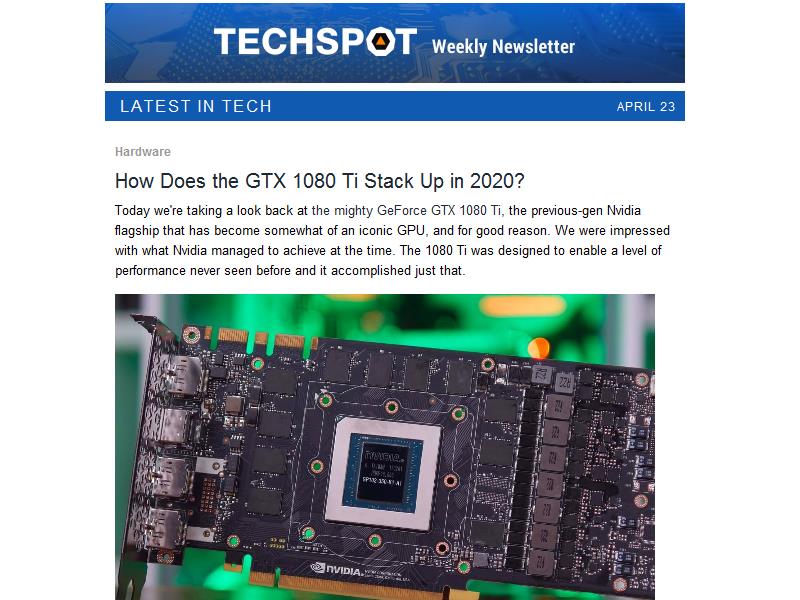 TECHSPOT Weekly Newsletter
LATEST IN TECH APRIL 23
Hardware
How Does the GTX 1080 Ti Stack Up in 2020?
Today we're taking a look back at the mighty GeForce GTX 1080 Ti, the previous-gen Nvidia
flagship that has become somewhat of an iconic GPU, and for good reason. We were impressed
with what Nvidia managed to achieve at the time. The 1080 Ti was designed to enable a level of
performance never seen before and it accomplished just that.
R22
NVIDIA
GP102-350-K1-A1
NVIDIA